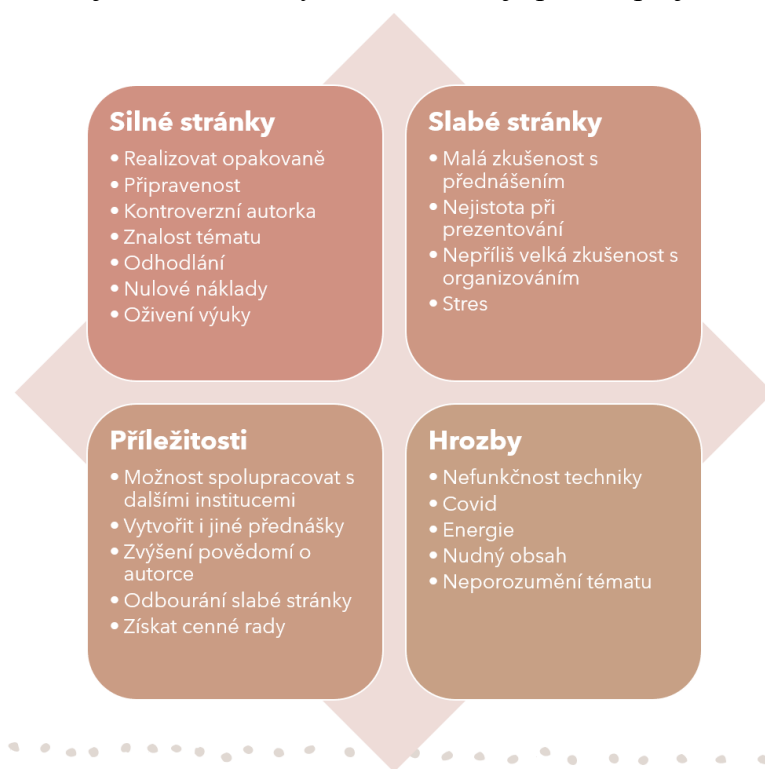 Silné stránky
• Realizovat opakovaně
• Připravenost
• Kontroverzní autorka
• Znalost tématu
• Odhodlání
• Nulové náklady
• Oživení výuky
Slabé stránky
• Malá zkušenost s
přednášením
• Nejistota při
prezentování
• Nepříliš velká zkušenost s
organizováním
• Stres
Příležitosti
• Možnost spolupracovat s
dalšími institucemi
• Vytvořit i jiné přednášky
• Zvýšení povědomí o
autorce
• Odbourání slabé stránky
• Získat cenné rady
Hrozby
• Nefunkčnost techniky
• Covid
• Energie
• Nudný obsah
• Neporozumění tématu